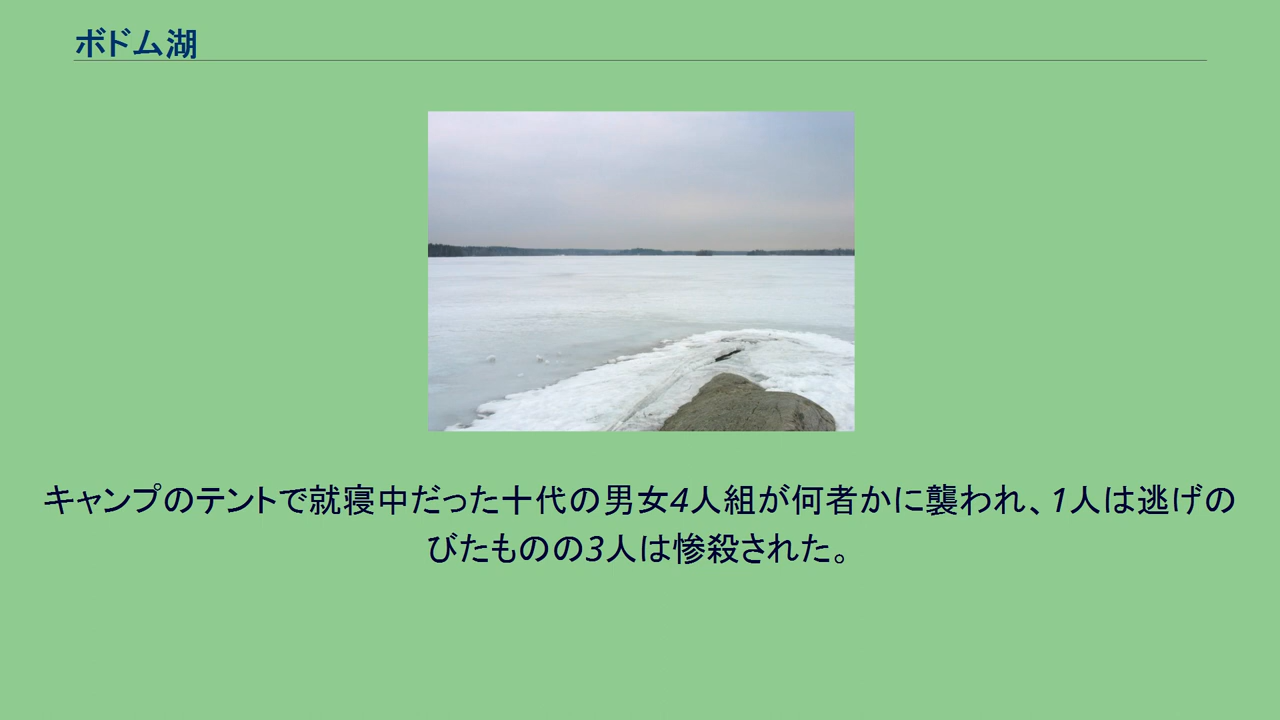 ボドム湖
キャンプのテントで就寝中だった十代の男女4人組が何者かに襲われ、1人は逃げの
びたものの3人は惨殺された。